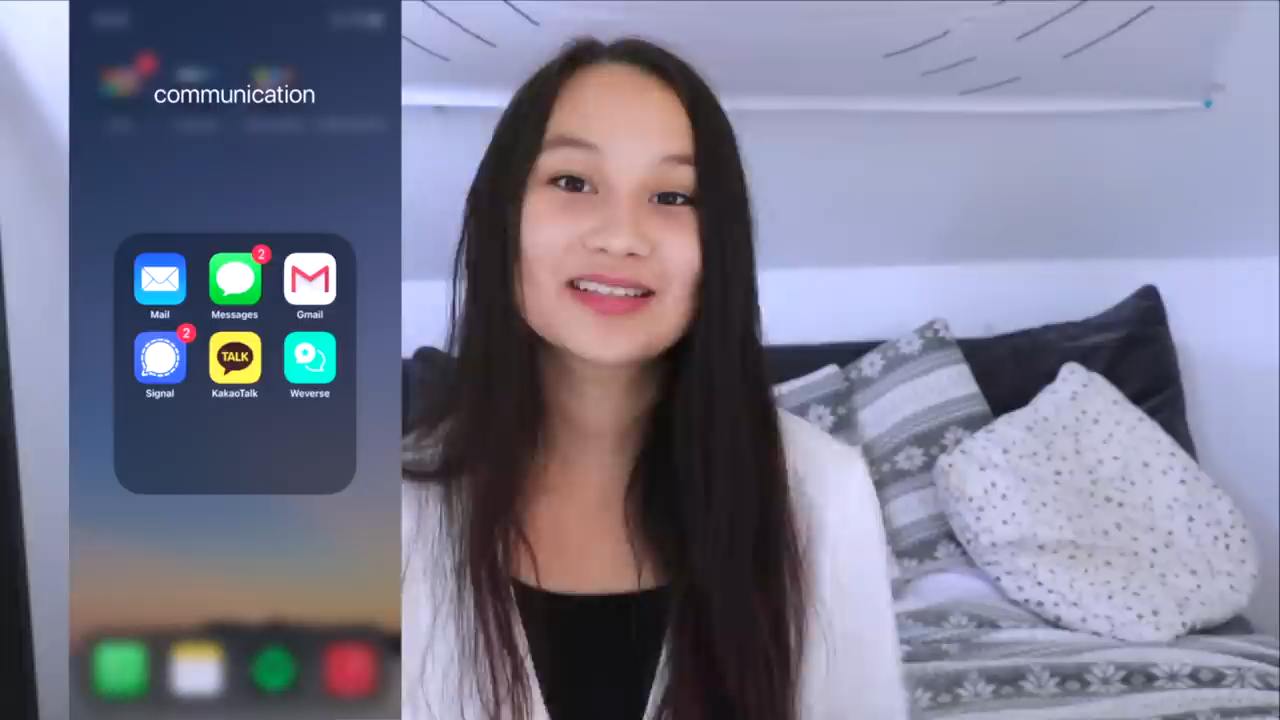 communication
2
Mail Messages Gmail
2
TALK
Signal KakaoTalk Weverse